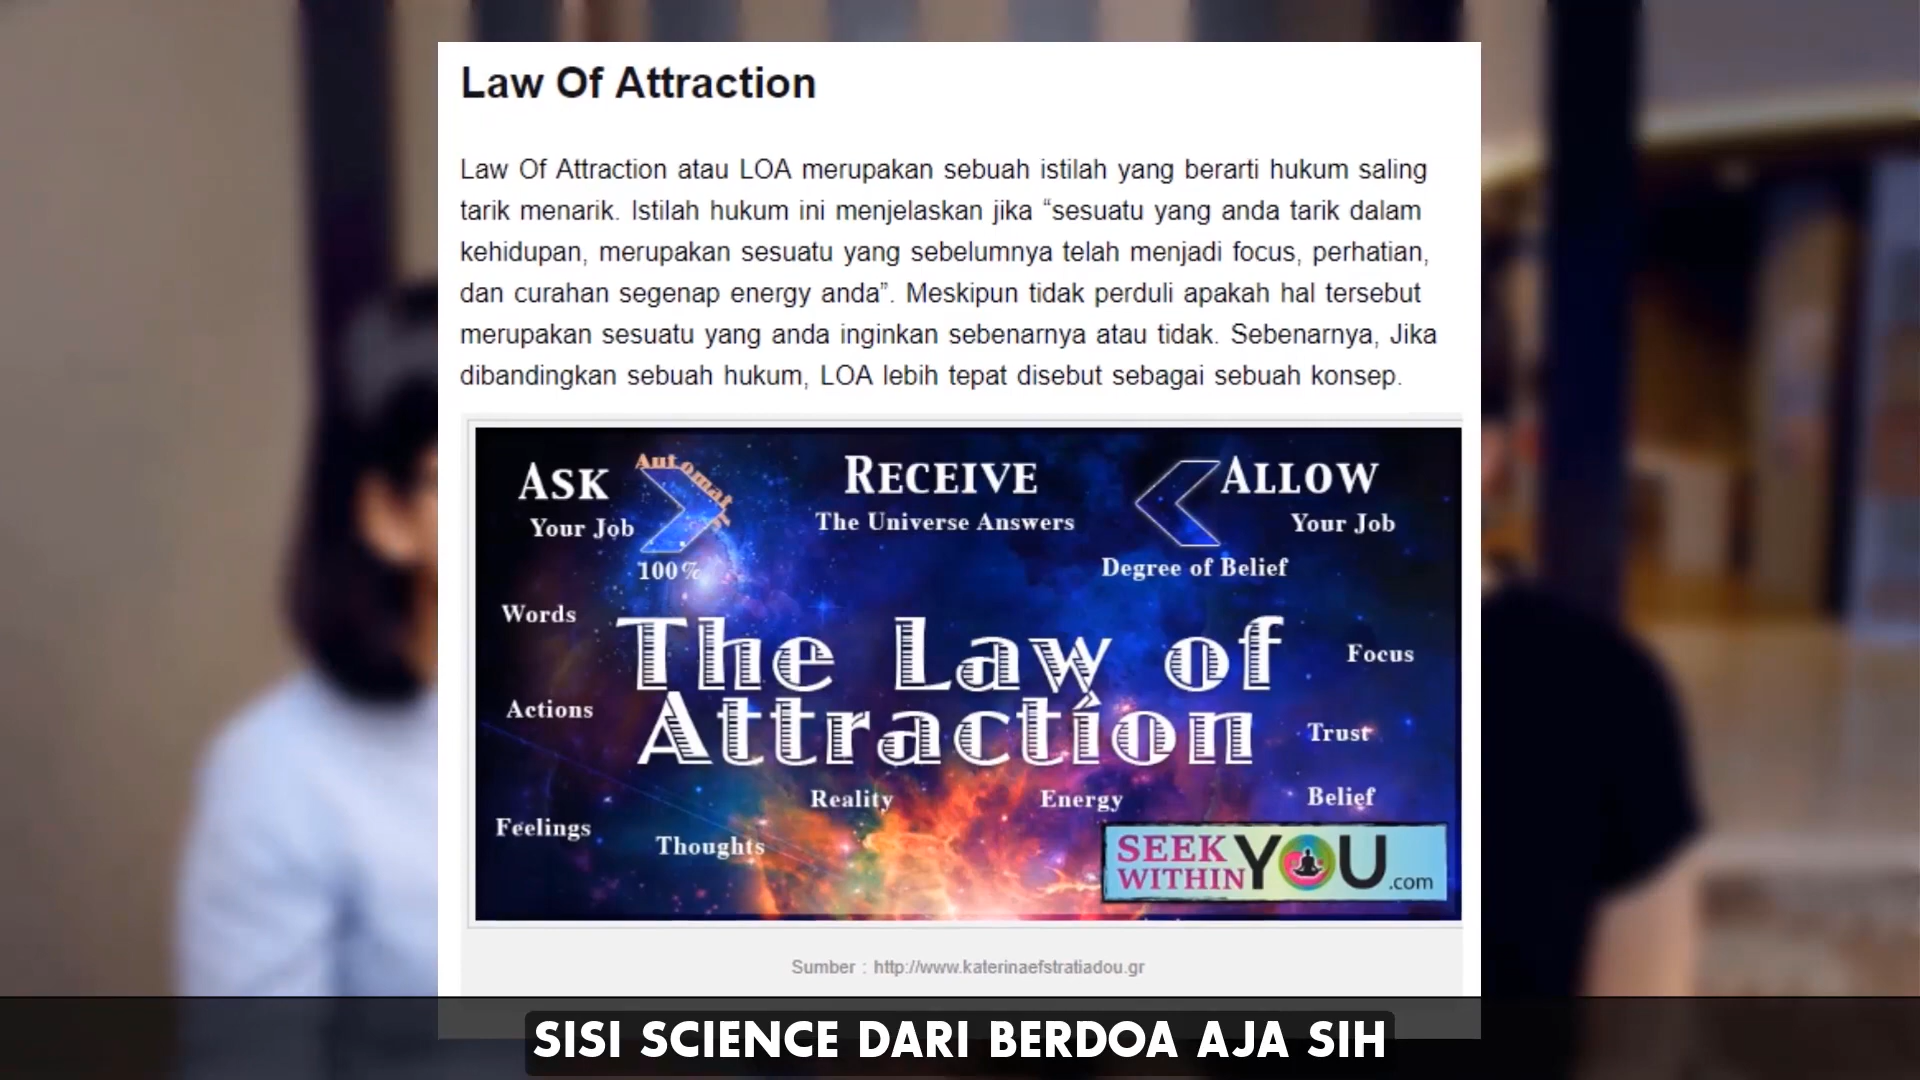 Law Of Attraction
Law Of Attraction atau LOA merupakan sebuah istilah yang berarti hukum saling
tarik menarik. Istilah hukum ini menjelaskan jika “sesuatu yang anda tarik dalam
kehidupan, merupakan sesuatu yang sebelumnya telah menjadi focus, perhatian,
dan curahan segenap energy anda”. Meskipun tidak perduli apakah hal tersebut
merupakan sesuatu yang anda inginkan sebenarnya atau tidak. Sebenarnya, Jika
dibandingkan sebuah hukum, LOA lebih tepat disebut sebagai sebuah konsep.
ASK
Your Job
100%
RECEIVE
The Universe Answers
ALLOW
Your Job
Degree of Belief
Words
The Law of
Attraction
Focus
Actions
Trust
Reality
Energy
Belief
Feelings
Thoughts
SEEK
WITHIN YOU.com
Sumber : http://www.katerinaefstratiadou.gr
SISI SCIENCE DARI BERDOA AJA SIH